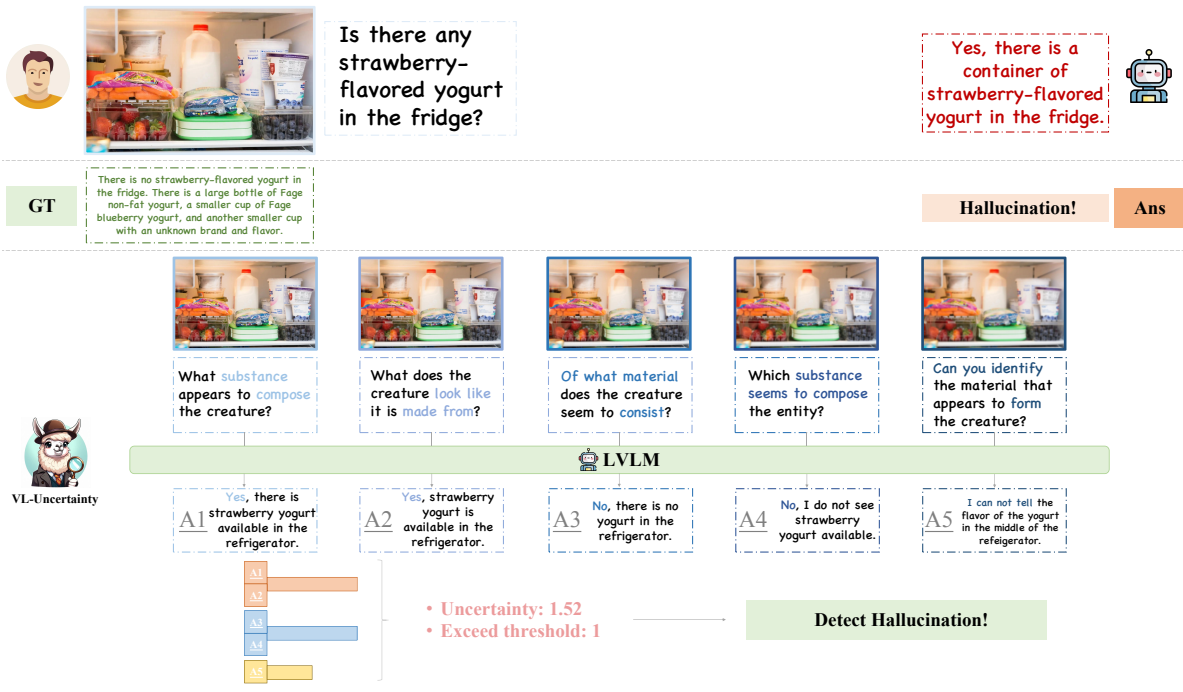 Is there any
strawberry-
flavored yogurt
in the fridge?
Yes, there is a
container of
strawberry-flavored
yogurt in the fridge.
GT
There is no strawberry-flavored yogurt in
the fridge. There is a large bottle of Fage
non-fat yogurt, a smaller cup of Fage
blueberry yogurt, and another smaller cup
with an unknown brand and flavor.
Hallucination!
Ans
What substance
appears to compose
the creature?
What does the
creature look like
it is made from?
Of what material
does the creature
seem to consist?
Which substance
seems to compose
the entity?
Can you identify
the material that
appears to form
the creature?
VL-Uncertainty
LVLM
A1
Yes, there is
strawberry yogurt
available in the
refrigerator.
A2
Yes, strawberry
yogurt is
available in the
refrigerator.
A3
No, there is no
yogurt in the
refrigerator.
A4
No, I do not see
strawberry
yogurt available.
A5
I can not tell the
flavor of the yogurt
in the middle of the
refeigerator.
A1
A2
A3
A4
A5
• Uncertainty: 1.52
• Exceed threshold: 1
Detect Hallucination!